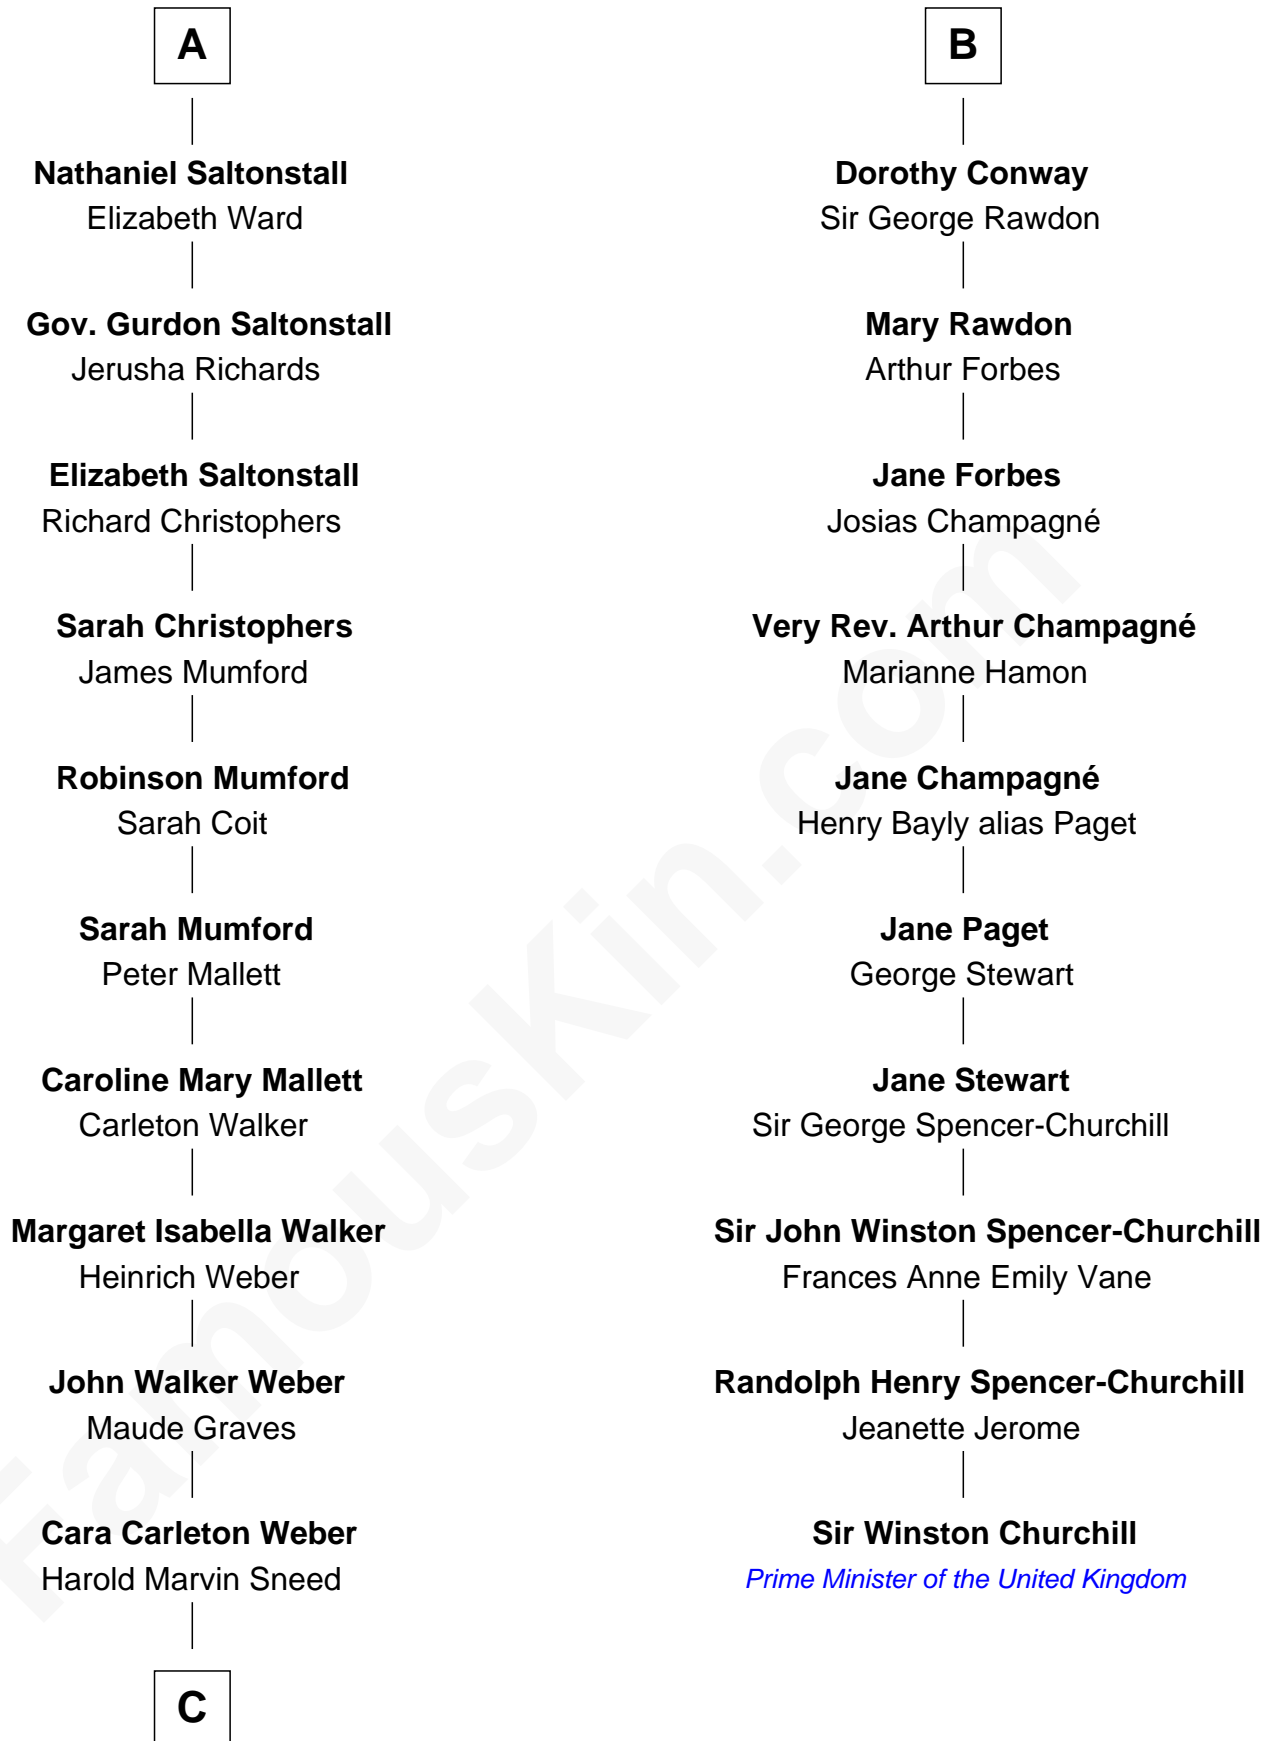 A
Nathaniel Saltonstall
Elizabeth Ward
Gov. Gurdon Saltonstall
Jerusha Richards
Elizabeth Saltonstall
Richard Christophers
Sarah Christophers
James Mumford
Robinson Mumford
Sarah Coit
Sarah Mumford
Peter Mallett
Caroline Mary Mallett
Carleton Walker
Margaret Isabella Walker
Heinrich Weber
John Walker Weber
Maude Graves
Cara Carleton Weber
Harold Marvin Sneed
C
B
Dorothy Conway
Sir George Rawdon
Mary Rawdon
Arthur Forbes
Jane Forbes
Josias Champagné
Very Rev. Arthur Champagné
Marianne Hamon
Jane Champagné
Henry Bayly alias Paget
Jane Paget
George Stewart
Jane Stewart
Sir George Spencer-Churchill
Sir John Winston Spencer-Churchill
Frances Anne Emily Vane
Randolph Henry Spencer-Churchill
Jeanette Jerome
Sir Winston Churchill
Prime Minister of the United Kingdom
FamousKin.com